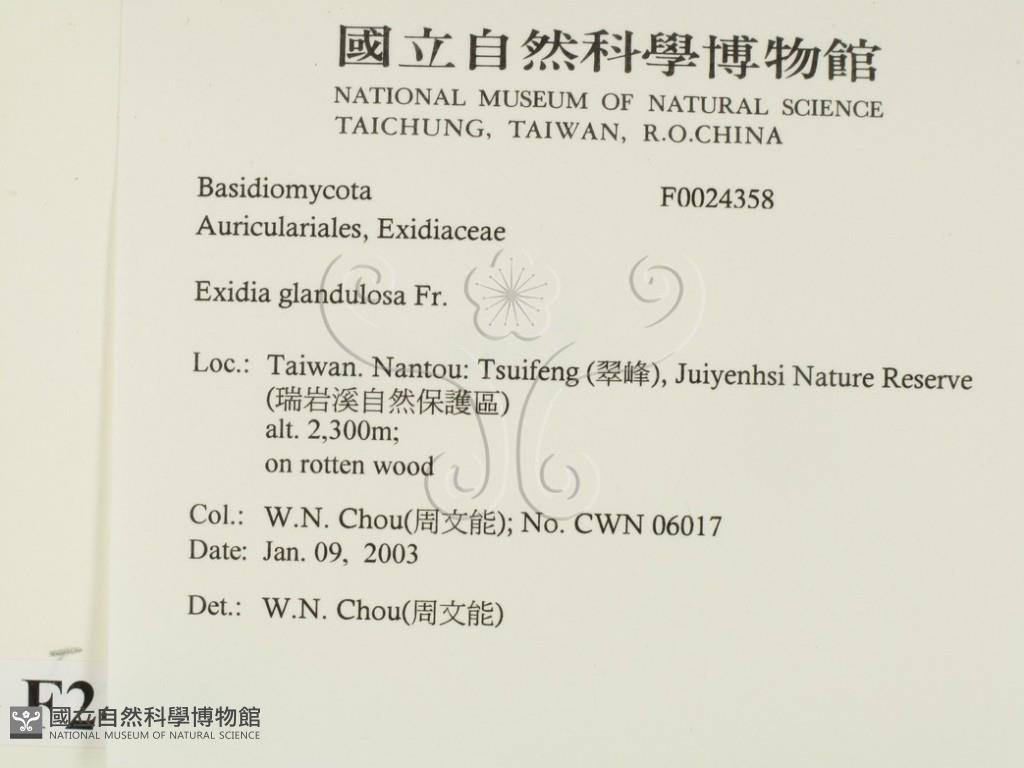 國立自然科學博物館
NATIONAL MUSEUM OF NATURAL SCIENCE
TAICHUNG, TAIWAN, R.O.CHINA
Basidiomycota F0024358
Auriculariales, Exidiaceae
Exidia glandulosa Fr.
Loc.: Taiwan. Nantou: Tsuifeng (翠峰), Juiyenhsi Nature Reserve
(瑞岩溪自然保護區)
alt. 2,300m;
on rotten wood
Col.: W.N. Chou(周文能); No. CWN 06017
Date: Jan. 09, 2003
Det.: W.N. Chou(周文能)
F2
國立自然科學博物館
NATIONAL MUSEUM OF NATURAL SCIENCE